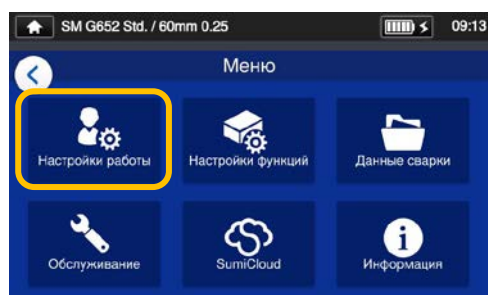 SM G652 Std. / 60mm 0.25
09:13
Меню
Настройки работы
Настройки функций
Данные сварки
Обслуживание
SumiCloud
Информация